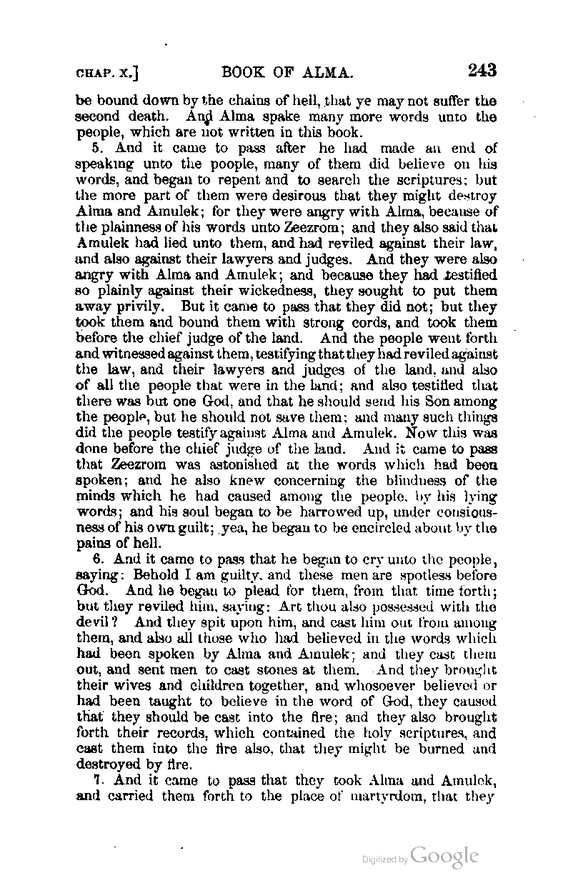 CHAP. X.] BOOK OF ALMA. 243
be bound down by the chains of hell, that ye may not suffer the
second death. And Alma spake many more words unto the
people, which are not written in this book.
5. And it came to pass after he had made an end of
speaking unto the poople, many of them did believe on his
words, and began to repent and to search the scriptures; but
the more part of them were desirous that they might destroy
Alma and Amulek; for they were angry with Alma, because of
the plainness of his words unto Zeezrom; and they also said that
Amulek had lied unto them, and had reviled against their law,
and also against their lawyers and judges. And they were also
angry with Alma and Amulek; and because they had testified
so plainly against their wickedness, they sought to put them
away privily. But it came to pass that they did not; but they
took them and bound them with strong cords, and took them
before the chief judge of the land. And the people went forth
and witnessed against them, testifying that they had reviled against
the law, and their lawyers and judges of the land, and also
of all the people that were in the land; and also testified that
there was but one God, and that he should send his Son among
the people, but he should not save them; and many such things
did the people testify against Alma and Amulek. Now this was
done before the chief judge of the land. And it came to pass
that Zeezrom was astonished at the words which had been
spoken; and he also knew concerning the blindness of the
minds which he had caused among the people, by his lying
words; and his soul began to be harrowed up, under consious-
ness of his own guilt; yea, he began to be encircled about by the
pains of hell.
6. And it came to pass that he began to cry unto the people,
saying: Behold I am guilty, and these men are spotless before
God. And he began to plead for them, from that time forth;
but they reviled him, saying: Art thou also possessed with the
devil? And they spit upon him, and cast him out from among
them, and also all those who had believed in the words which
had been spoken by Alma and Amulek; and they cast them
out, and sent men to cast stones at them. And they brought
their wives and children together, and whosoever believed or
had been taught to believe in the word of God, they caused
that they should be cast into the fire; and they also brought
forth their records, which contained the holy scriptures, and
cast them into the fire also, that they might be burned and
destroyed by fire.
7. And it came to pass that they took Alma and Amulek,
and carried them forth to the place of martyrdom, that they
Digitized by Google